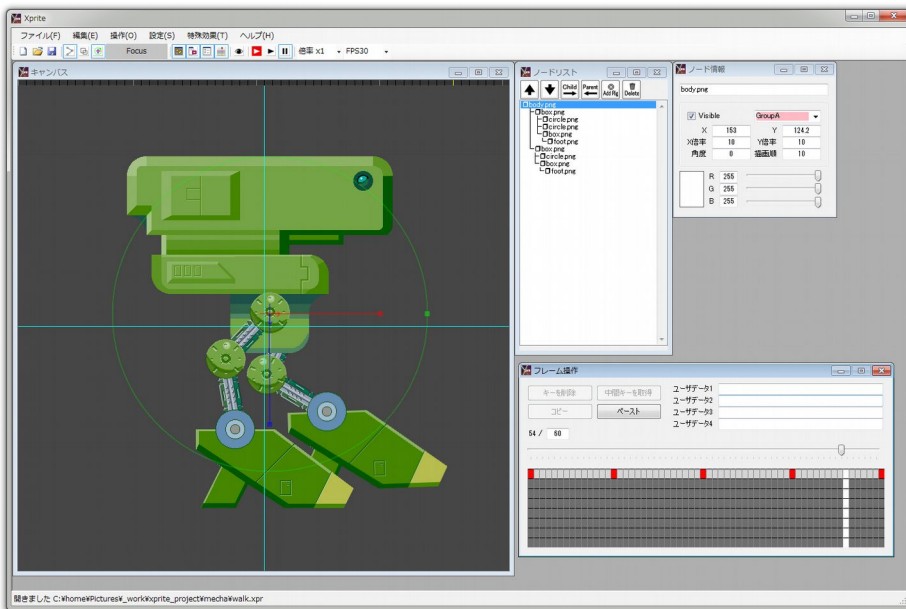 Xprite
ファイル(F) 編集(E) 操作(O) 設定(S) 特殊効果(T) ヘルプ(H)
Focus 倍率 x1 FPS30
キャンバス
ノードリスト
Child Parent Add Rig Delete
body.png
box.png
circle.png
circle.png
box.png
foot.png
box.png
circle.png
box.png
foot.png
ノード情報
body.png
Visible GroupA
X 153 Y 124.2
X倍率 10 Y倍率 10
角度 0 描画順 10
R 255
G 255
B 255
フレーム操作
キーを削除 中間キーを取得 ユーザデータ1
ユーザデータ2
コピー ペースト ユーザデータ3
ユーザデータ4
54 / 60
開きました C:¥home¥Pictures¥_work¥xprite_project¥mecha¥walk.xpr